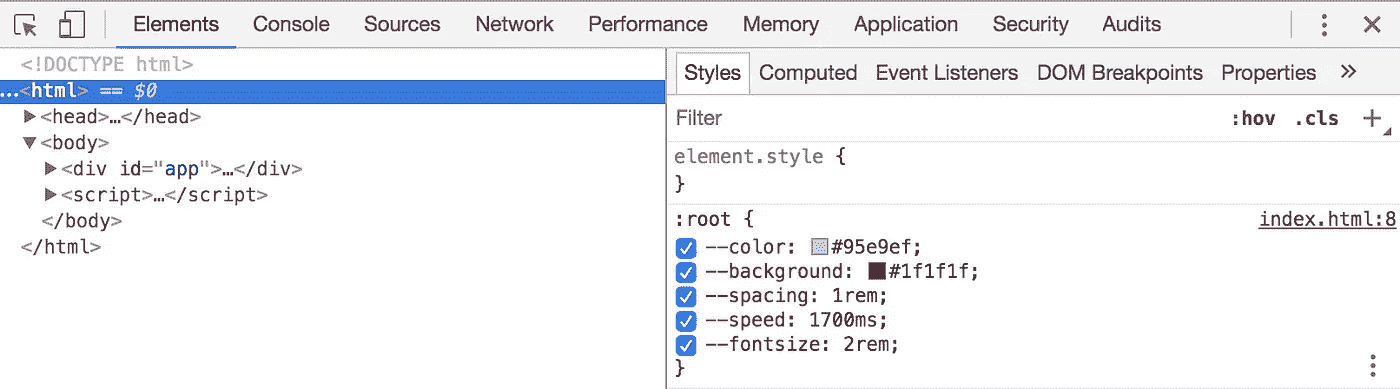 Elements Console Sources Network Performance Memory Application Security Audits
<!DOCTYPE html>
…<html> == $0
<head>…</head>
<body>
<div id="app">…</div>
<script>…</script>
</body>
</html>
Styles Computed Event Listeners DOM Breakpoints Properties
Filter :hov .cls
element.style {
}
:root { index.html:8
--color: #95e9ef;
--background: #1f1f1f;
--spacing: 1rem;
--speed: 1700ms;
--fontsize: 2rem;
}